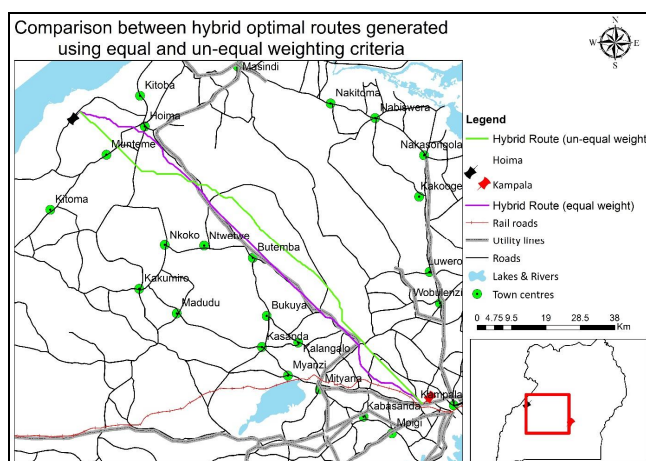 Comparison between hybrid optimal routes generated
using equal and un-equal weighting criteria
N
W E
S
Masindi
Kitoba
Nakitoma
Nabiswera
Hoima
Munteme
Nakasongola
Kakooge
Kitoma
Nkoko
Ntwetwe
Butemba
Luwero
Kakumiro
Madudu
Bukuya
Wobulenzi
Kasanda
Kalangalo
Myanzi
Mityana
Kampala
Kabasanda
Mpigi
Legend
Hybrid Route (un-equal weight)
Hoima
Kampala
Hybrid Route (equal weight)
Rail roads
Utility lines
Roads
Lakes & Rivers
Town centres
0 4.75 9.5 19 28.5 38
Km